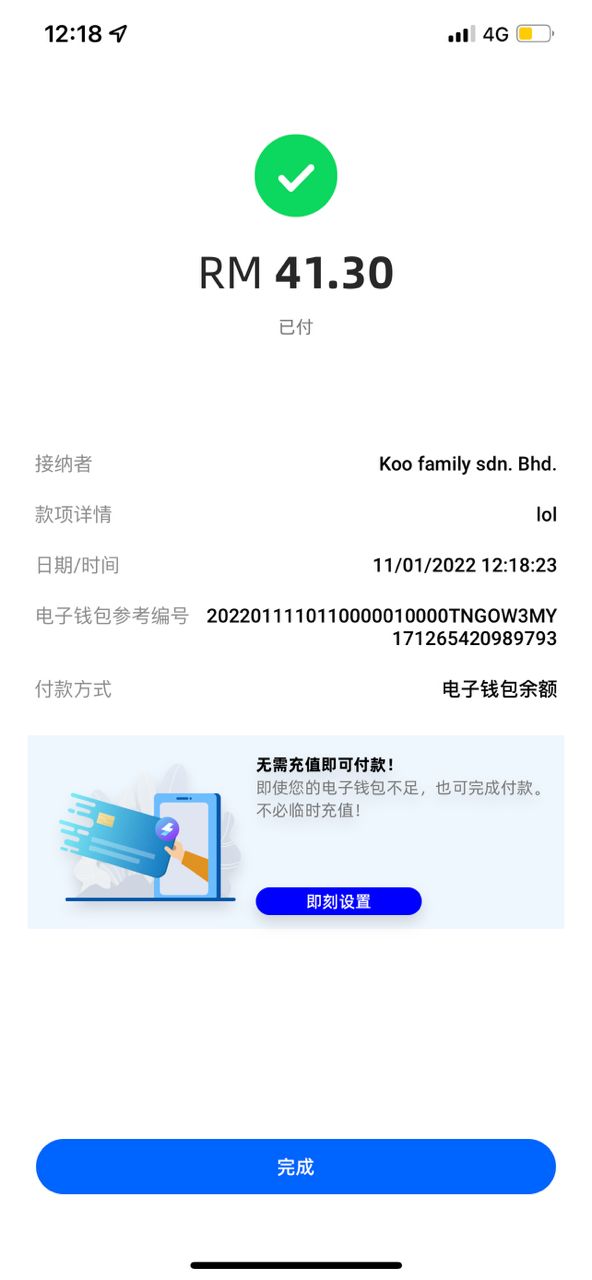 12:18
4G
RM 41.30
已付
接纳者 Koo family sdn. Bhd.
款项详情 lol
日期/时间 11/01/2022 12:18:23
电子钱包参考编号 2022011110110000010000TNGOW3MY
171265420989793
付款方式 电子钱包余额
无需充值即可付款!
即使您的电子钱包不足，也可完成付款。
不必临时充值!
即刻设置
完成